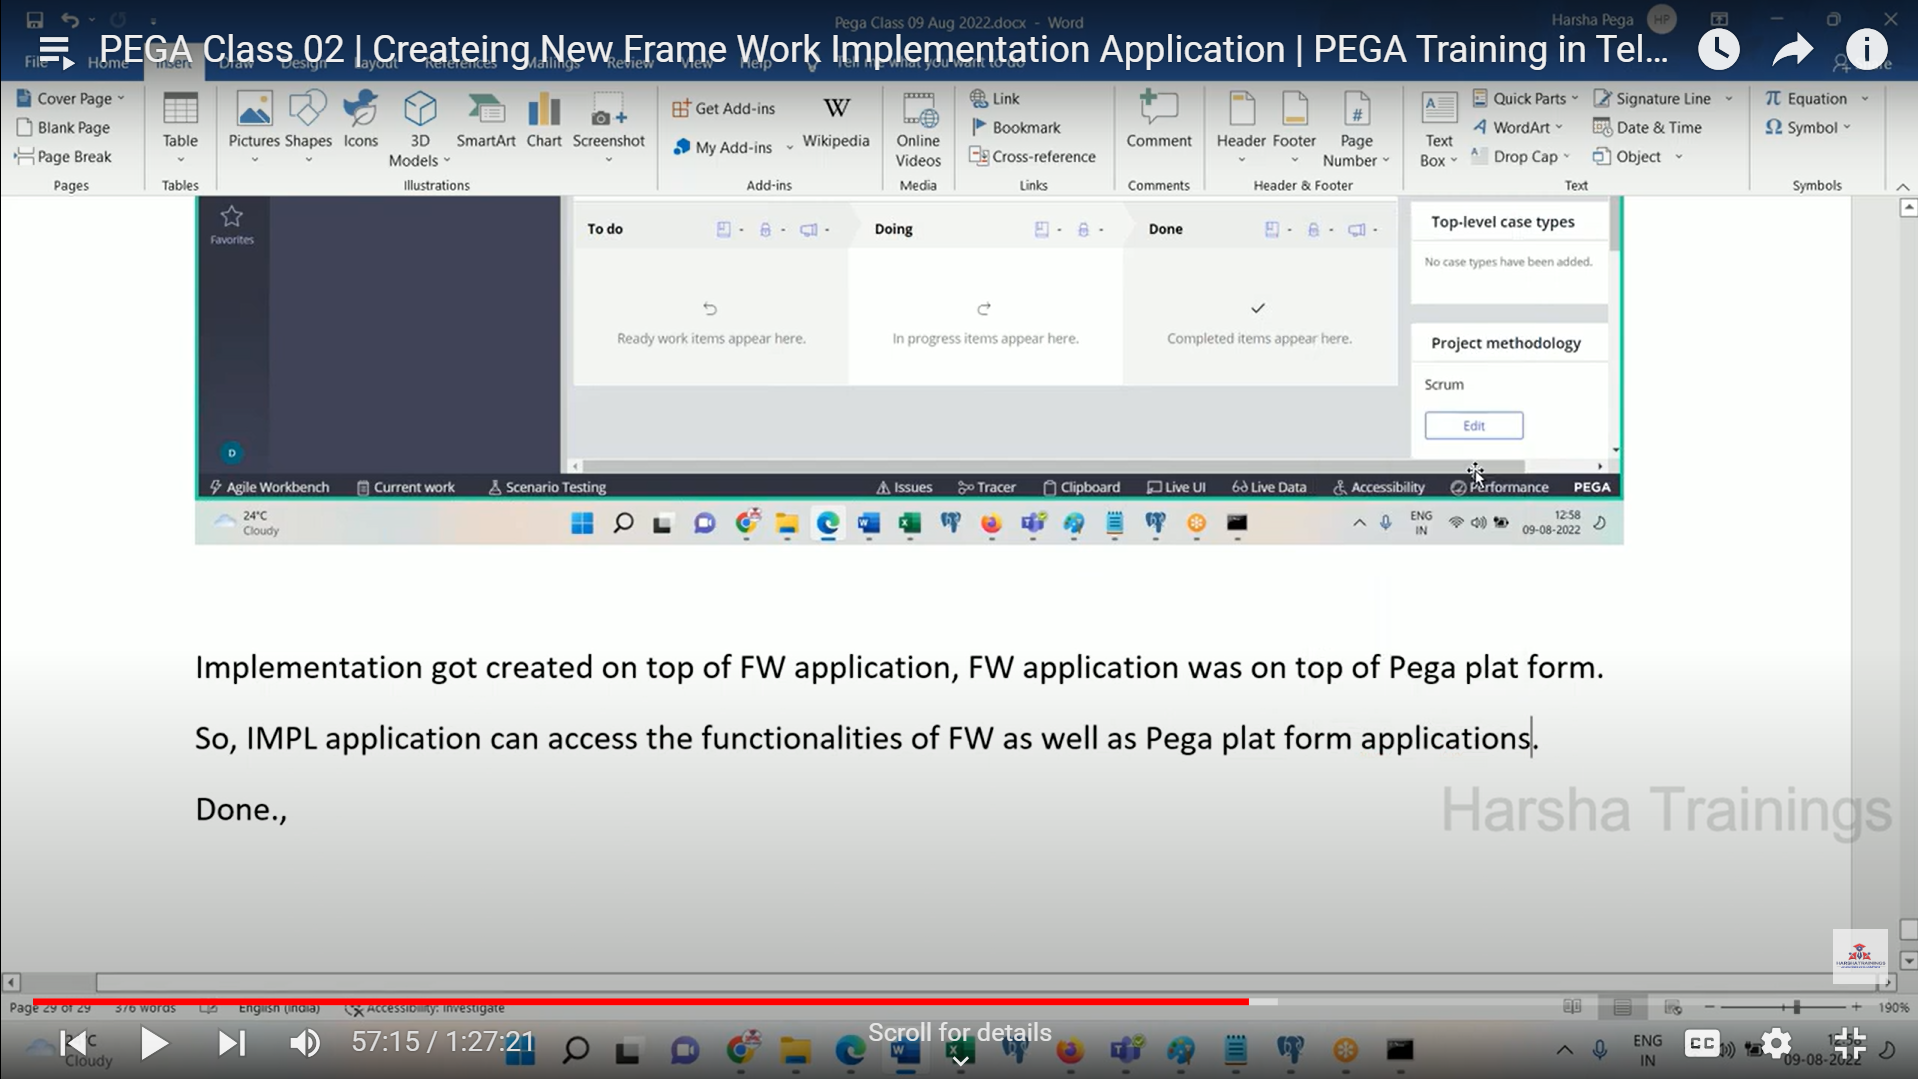 Pega Class 09 Aug 2022.docx - Word
Harsha Pega
HP
PEGA Class 02 | Createing New Frame Work Implementation Application | PEGA Training in Tel...
File Home Insert Draw Design Layout References Mailings Review View Help Tell me what you want to do
Cover Page
Blank Page
Page Break
Pages
Table
Tables
Pictures
Shapes
Icons
3D
Models
SmartArt
Chart
Screenshot
Illustrations
Get Add-ins
My Add-ins
W
Wikipedia
Add-ins
Online
Videos
Media
Link
Bookmark
Cross-reference
Links
Comment
Comments
Header
Footer
Page
Number
Header & Footer
Text
Box
Quick Parts
WordArt
Drop Cap
Signature Line
Date & Time
Object
Text
Equation
Symbol
Symbols
Favorites
D
To do
Doing
Done
Ready work items appear here.
In progress items appear here.
Completed items appear here.
Top-level case types
No case types have been added.
Project methodology
Scrum
Edit
Agile Workbench
Current work
Scenario Testing
Issues
Tracer
Clipboard
Live UI
Live Data
Accessibility
Performance
PEGA
24°C
Cloudy
ENG
IN
12:58
09-08-2022
Implementation got created on top of FW application, FW application was on top of Pega plat form.
So, IMPL application can access the functionalities of FW as well as Pega plat form applications.
Done.,
Harsha Trainings
HARSHA TRAININGS
Page 29 of 29
376 words
English (India)
Accessibility: Investigate
190%
57:15 / 1:27:21
Scroll for details
CC
Cloudy
ENG
IN
09-08-2022